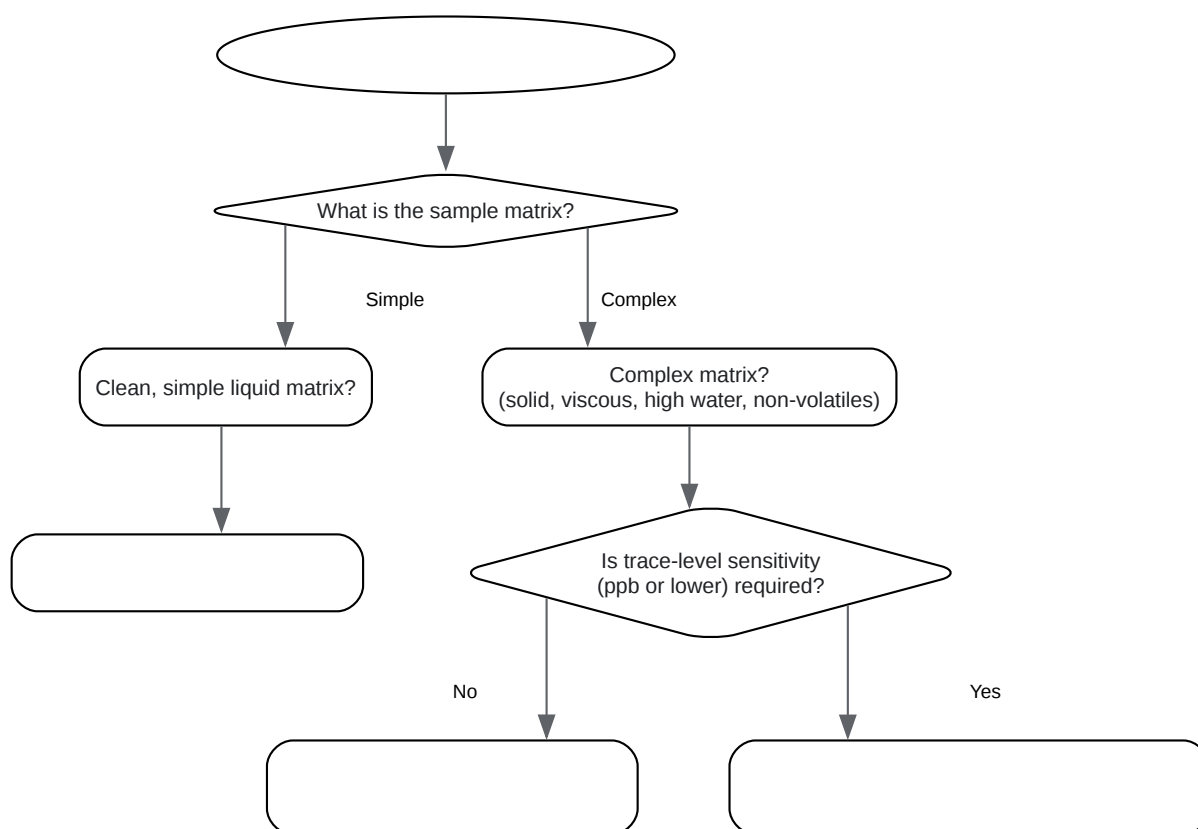 What is the sample matrix?
Simple
Complex
Clean, simple liquid matrix?
Complex matrix?
(solid, viscous, high water, non-volatiles)
Is trace-level sensitivity
(ppb or lower) required?
No
Yes